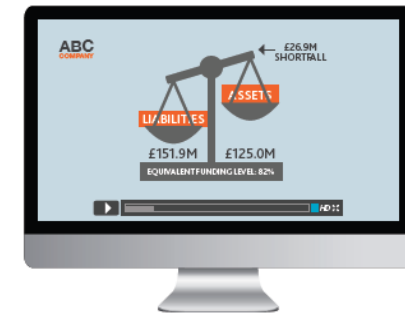 ABC
COMPANY
£26.9M
SHORTFALL
ASSETS
LIABILITIES
£151.9M £125.0M
EQUIVALENT FUNDING LEVEL: 82%
HD